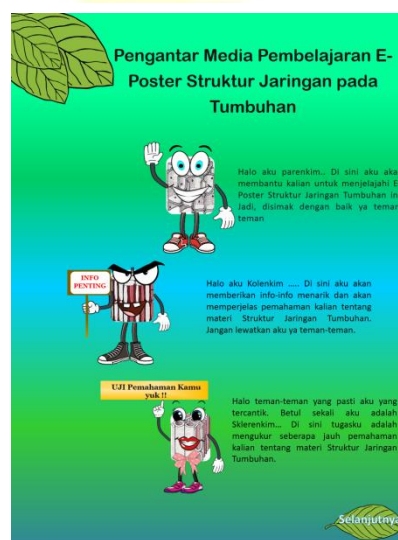 Pengantar Media Pembelajaran E-
Poster Struktur Jaringan pada
Tumbuhan
Halo aku parenkim.. Di sini aku aka
membantu kalian untuk menjelajahi E
Poster Struktur Jaringan Tumbuhan in
Jadi, disimak dengan baik ya teman
teman
INFO
PENTING
Halo aku Kolenkim ..... Di sini aku akan
memberikan info-info menarik dan akan
memperjelas pemahaman kalian tentang
materi Struktur Jaringan Tumbuhan.
Jangan lewatkan aku ya teman-teman.
UJI Pemahaman Kamu
yuk !!
Halo teman-teman yang pasti aku yang
tercantik. Betul sekali aku adalah
Sklerenkim... Di sini tugasku adalah
mengukur seberapa jauh pemahaman
kalian tentang materi Struktur Jaringan
Tumbuhan.
Selanjutnya